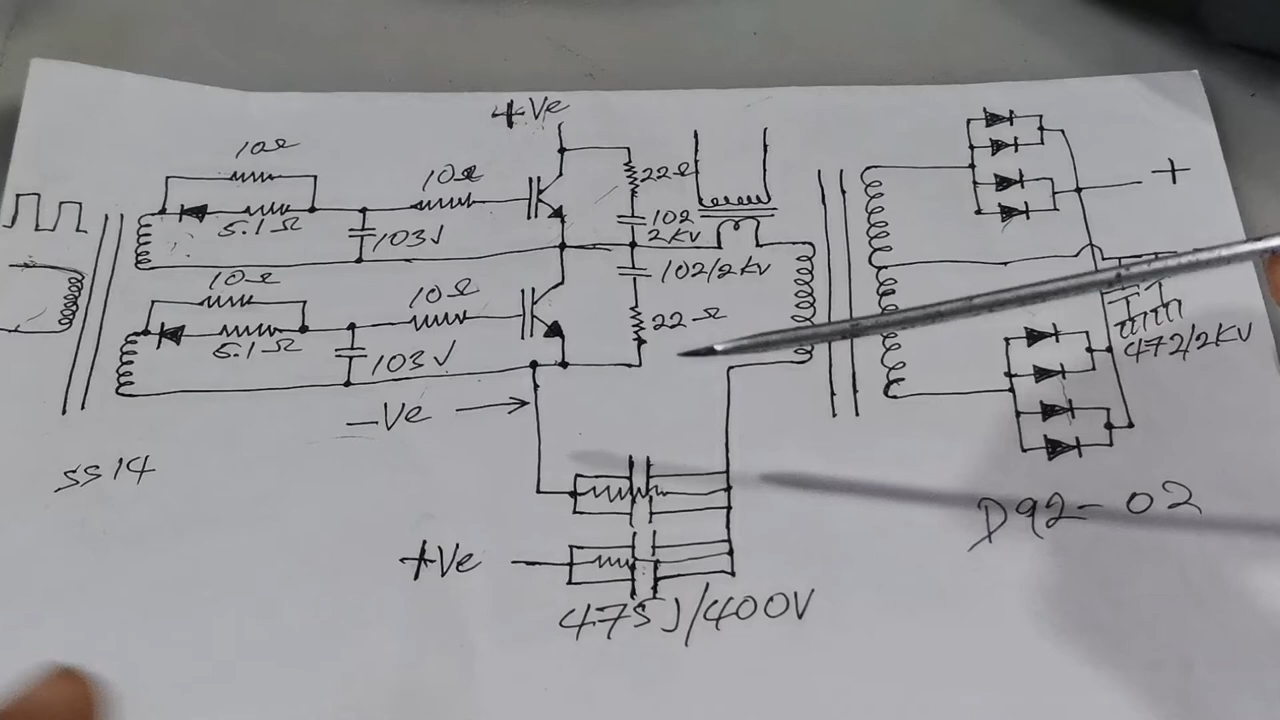 +Ve
10Ω
10Ω
22Ω
5.1Ω
103J
102
2KV
+
10Ω
10Ω
102/2KV
5.1Ω
103J
22Ω
472/2KV
-Ve
SS14
D92-02
+Ve
475J/400V